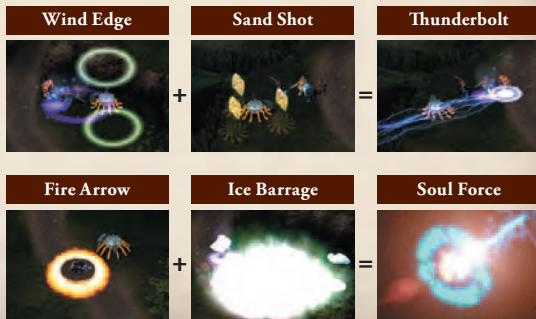 Wind Edge + Sand Shot = Thunderbolt
Fire Arrow + Ice Barrage = Soul Force